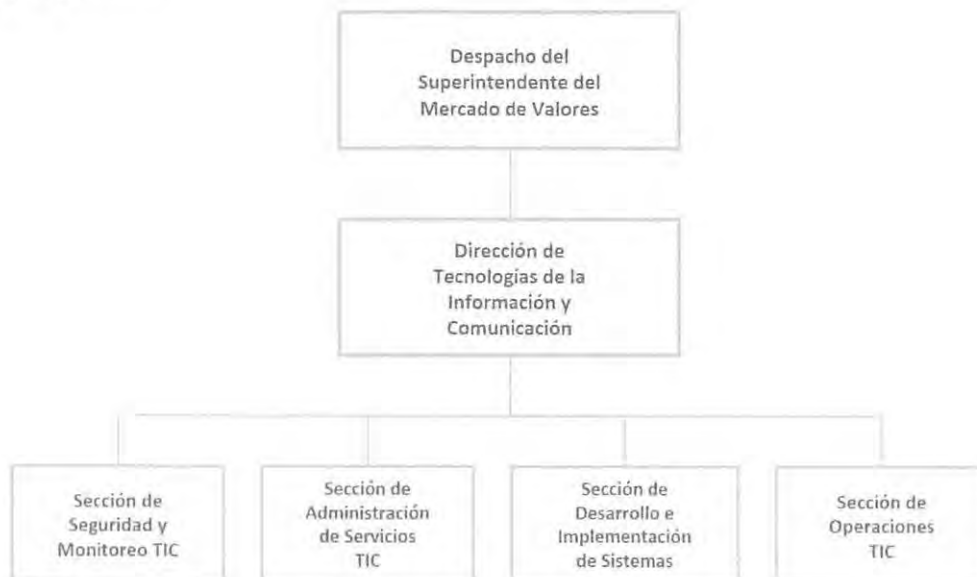 Despacho del
Superintendente del
Mercado de Valores
Dirección de
Tecnologías de la
Información y
Comunicación
Sección de
Seguridad y
Monitoreo TIC
Sección de
Administración
de Servicios
TIC
Sección de
Desarrollo e
Implementación
de Sistemas
Sección de
Operaciones
TIC